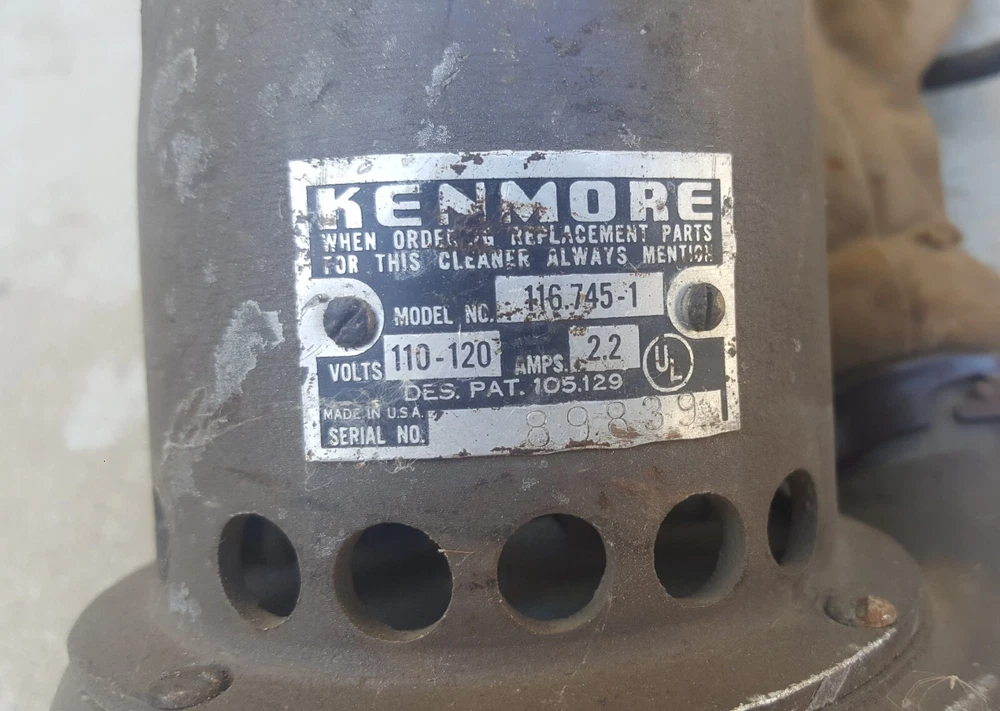 KENMORE
WHEN ORDERING REPLACEMENT PARTS
FOR THIS CLEANER ALWAYS MENTION
MODEL NO. 116.745-1
VOLTS 110-120 AMPS. 2.2 UL
DES. PAT. 105,129
MADE IN U.S.A.
SERIAL NO. 89839